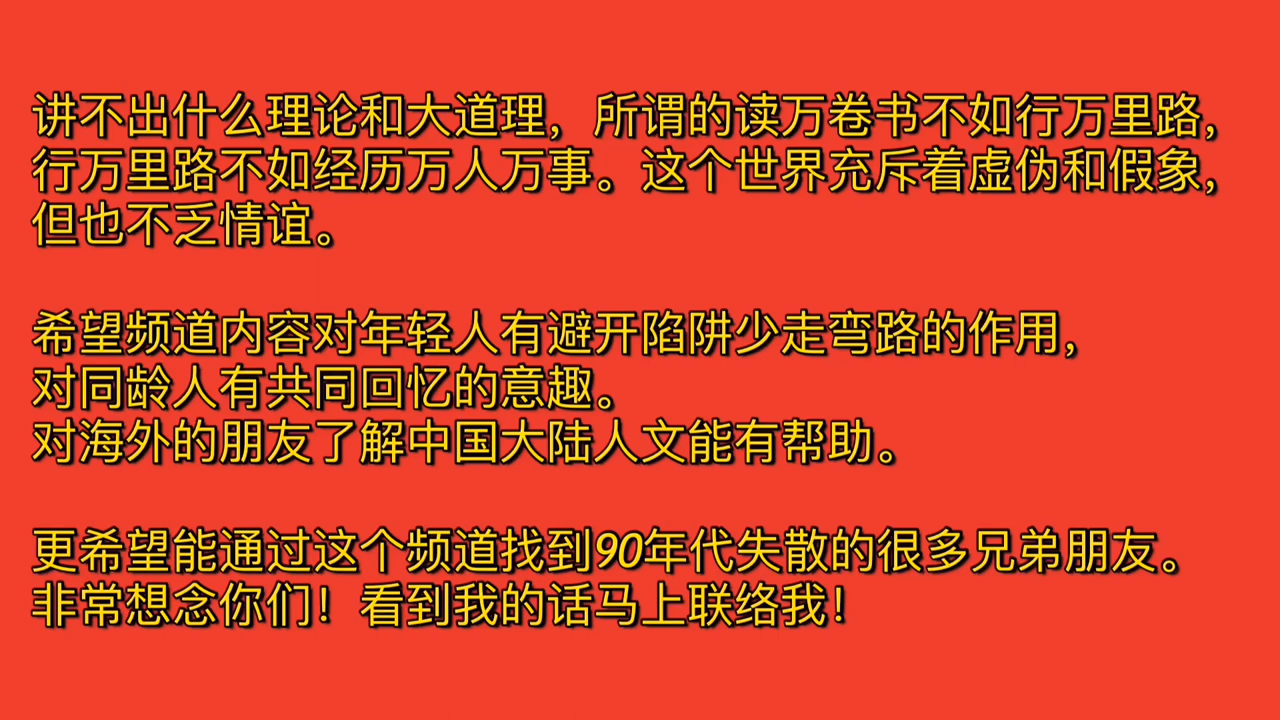 讲不出什么理论和大道理，所谓的读万卷书不如行万里路，
行万里路不如经历万人万事。这个世界充斥着虚伪和假象，
但也不乏情谊。
希望频道内容对年轻人有避开陷阱少走弯路的作用，
对同龄人有共同回忆的意趣。
对海外的朋友了解中国大陆人文能有帮助。
更希望能通过这个频道找到90年代失散的很多兄弟朋友。
非常想念你们！看到我的话马上联络我！